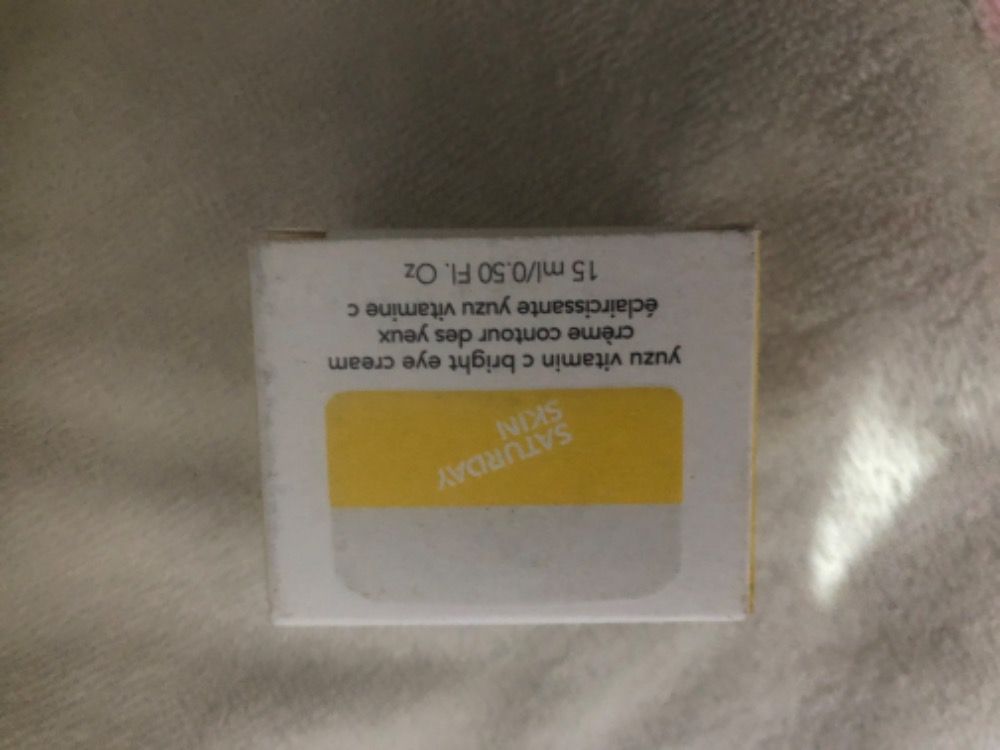 SATURDAY
SKIN
yuzu vitamin c bright eye cream
crème contour des yeux
éclaircissante yuzu vitamine c
15 ml/0.50 Fl. Oz